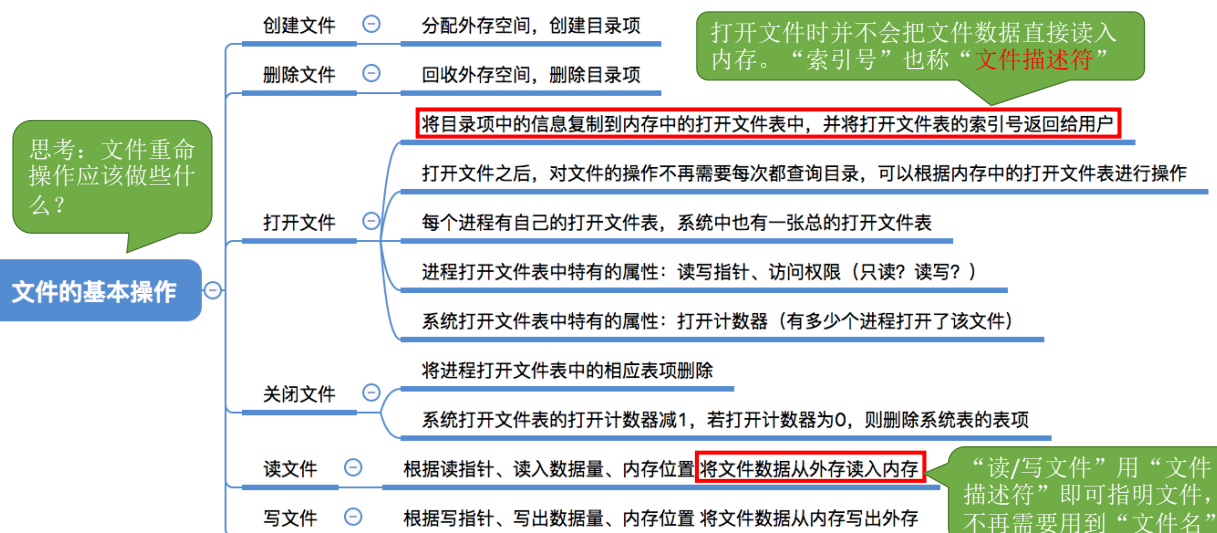 创建文件
分配外存空间，创建目录项
打开文件时并不会把文件数据直接读入
内存。“索引号”也称“文件描述符”
删除文件
回收外存空间，删除目录项
思考：文件重命
操作应该做些什
么？
将目录项中的信息复制到内存中的打开文件表中，并将打开文件表的索引号返回给用户
打开文件之后，对文件的操作不再需要每次都查询目录，可以根据内存中的打开文件表进行操作
打开文件
每个进程有自己的打开文件表，系统中也有一张总的打开文件表
进程打开文件表中特有的属性：读写指针、访问权限（只读？读写？）
文件的基本操作
系统打开文件表中特有的属性：打开计数器（有多少个进程打开了该文件）
关闭文件
将进程打开文件表中的相应表项删除
系统打开文件表的打开计数器减1，若打开计数器为0，则删除系统表的表项
读文件
根据读指针、读入数据量、内存位置 将文件数据从外存读入内存
“读/写文件”用“文件
描述符”即可指明文件，
不再需要用到“文件名”
写文件
根据写指针、写出数据量、内存位置 将文件数据从内存写出外存